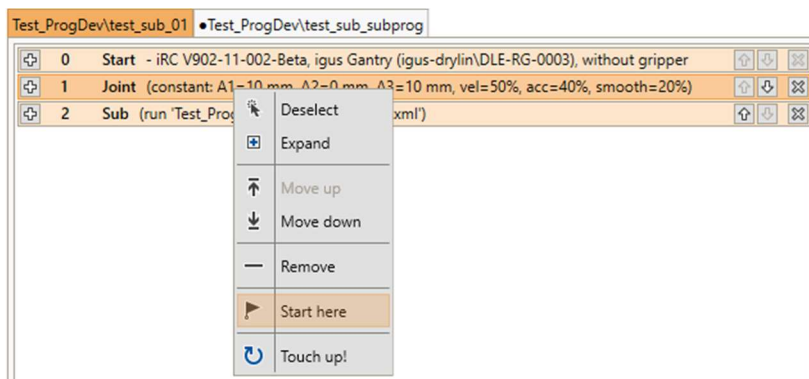 Test_ProgDev\test_sub_01 •Test_ProgDev\test_sub_subprog
0 Start - iRC V902-11-002-Beta, igus Gantry (igus-drylin\DLE-RG-0003), without gripper
1 Joint (constant: A1=10 mm, A2=0 mm, A3=10 mm, vel=50%, acc=40%, smooth=20%)
2 Sub (run 'Test_Prog xml')
Deselect
Expand
Move up
Move down
Remove
Start here
Touch up!